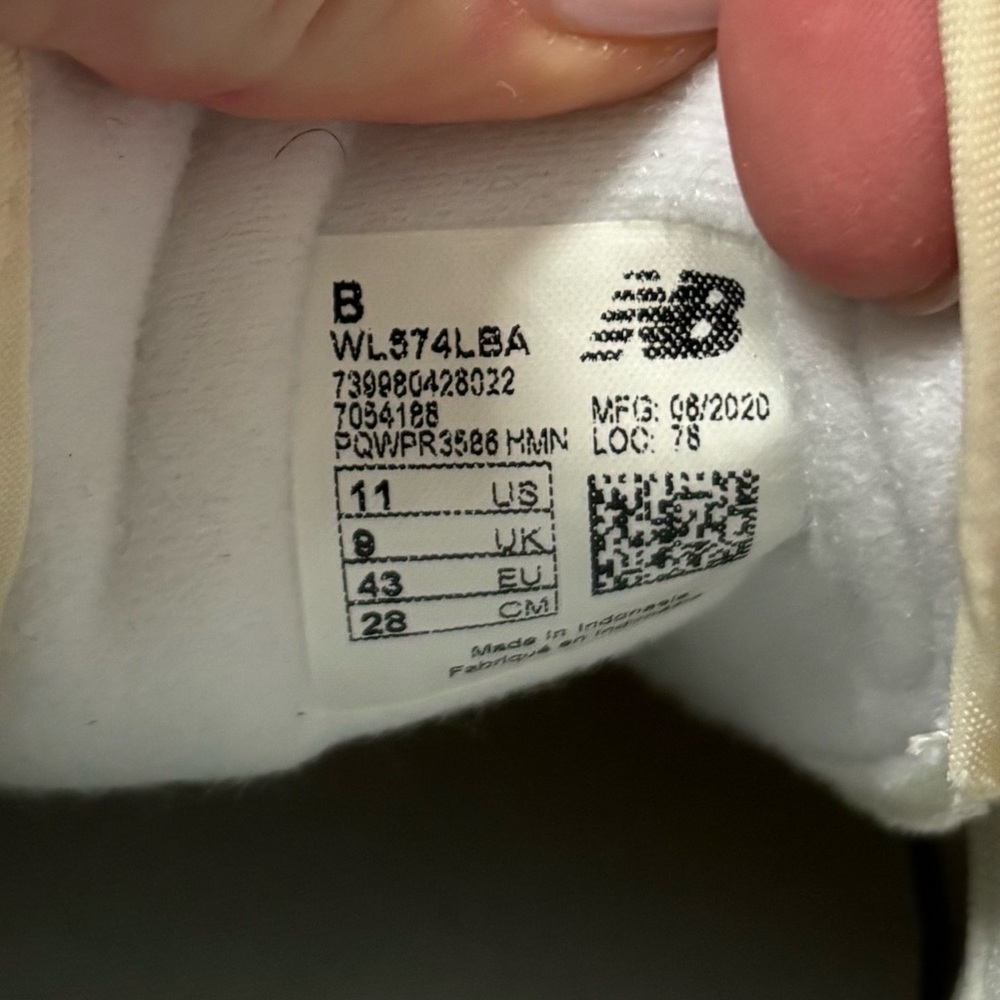 B
NB
WL574LBA
739980428022
7054188
PQWPR3586 HMN
MFG: 06/2020
LOC: 78
11 US
9 UK
43 EU
28 CM
Made in Indonesia
Fabriqué en Indonésie